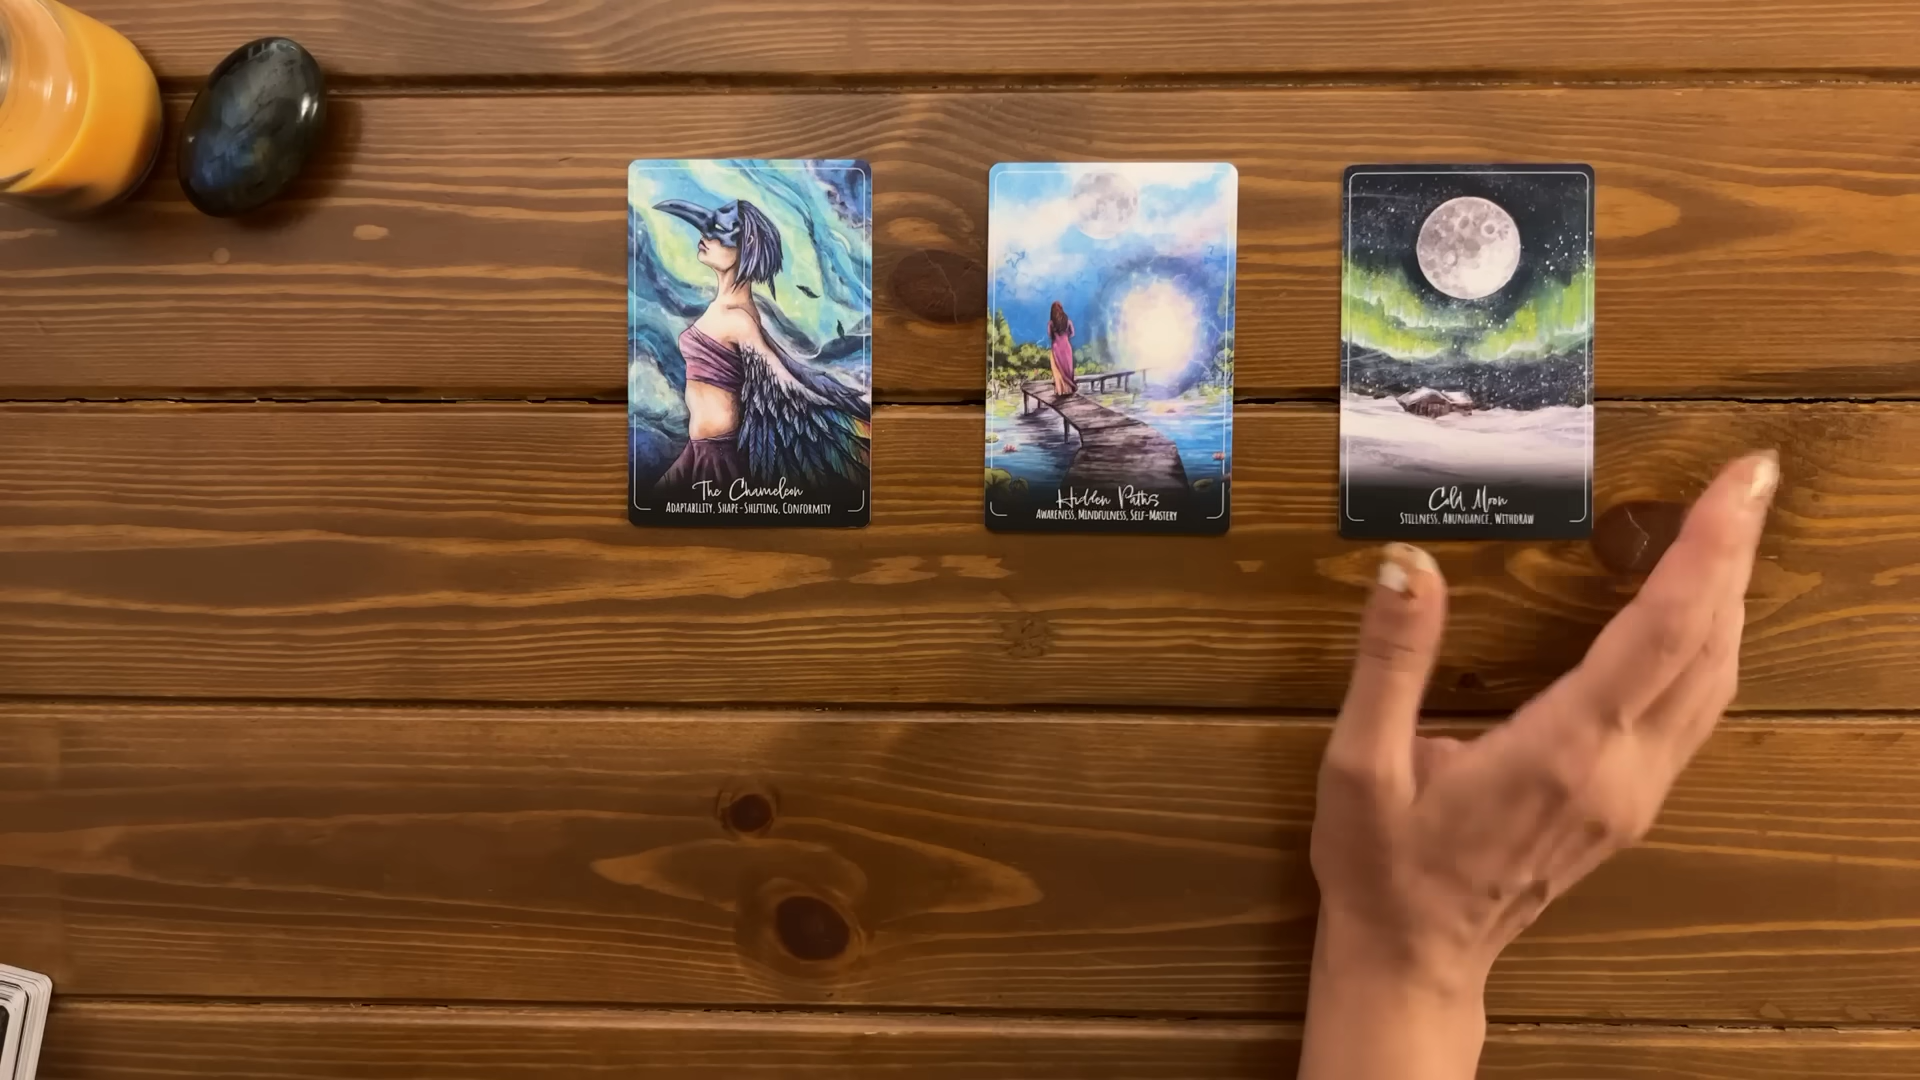 The Chameleon
Adaptability, Shape-Shifting, Conformity
Hidden Paths
Awareness, Mindfulness, Self-Mastery
Cold Moon
Stillness, Abundance, Withdraw